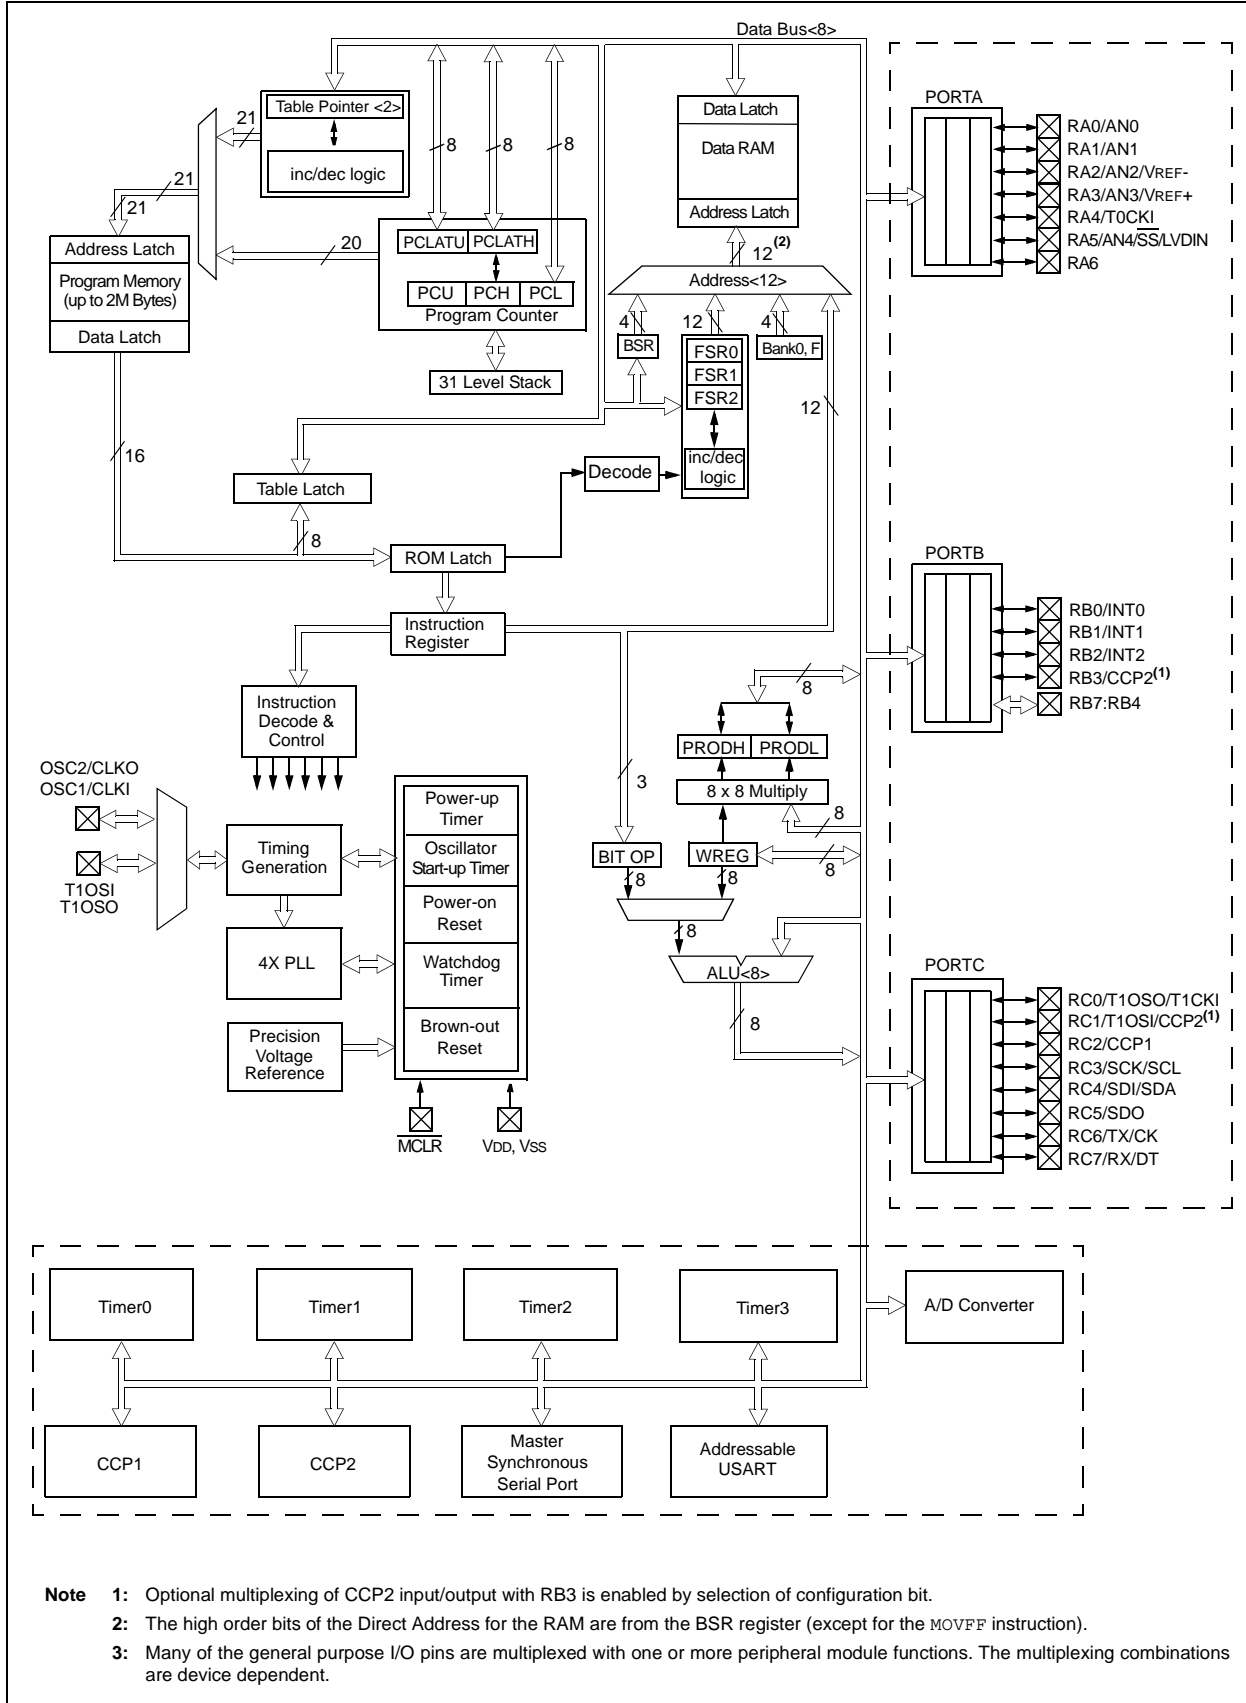 Data Bus<8>
PORTA
Table Pointer <2>
Data Latch
21
8
8
8
Data RAM
inc/dec logic
21
21
Address Latch
RA0/AN0
RA1/AN1
RA2/AN2/VREF-
RA3/AN3/VREF+
RA4/T0CKI
RA5/AN4/SS/LVDIN
RA6
PCLATU
PCLATH
20
12(2)
Address Latch
Program Memory
(up to 2M Bytes)
Data Latch
Address<12>
PCU
PCH
PCL
Program Counter
4
12
4
BSR
FSR0
FSR1
FSR2
Bank0, F
31 Level Stack
12
16
Decode
inc/dec
logic
Table Latch
8
ROM Latch
PORTB
Instruction
Register
RB0/INT0
RB1/INT1
RB2/INT2
RB3/CCP2(1)
RB7:RB4
8
Instruction
Decode &
Control
PRODH
PRODL
3
8 x 8 Multiply
OSC2/CLKO
OSC1/CLKI
Power-up
Timer
8
Timing
Generation
Oscillator
Start-up Timer
BIT OP
WREG
8
8
8
T1OSI
T1OSO
Power-on
Reset
8
4X PLL
Watchdog
Timer
ALU<8>
PORTC
8
Precision
Voltage
Reference
Brown-out
Reset
RC0/T1OSO/T1CKI
RC1/T1OSI/CCP2(1)
RC2/CCP1
RC3/SCK/SCL
RC4/SDI/SDA
RC5/SDO
RC6/TX/CK
RC7/RX/DT
MCLR
VDD, VSS
Timer0
Timer1
Timer2
Timer3
A/D Converter
CCP1
CCP2
Master
Synchronous
Serial Port
Addressable
USART
Note 1: Optional multiplexing of CCP2 input/output with RB3 is enabled by selection of configuration bit.
2: The high order bits of the Direct Address for the RAM are from the BSR register (except for the MOVFF instruction).
3: Many of the general purpose I/O pins are multiplexed with one or more peripheral module functions. The multiplexing combinations
are device dependent.